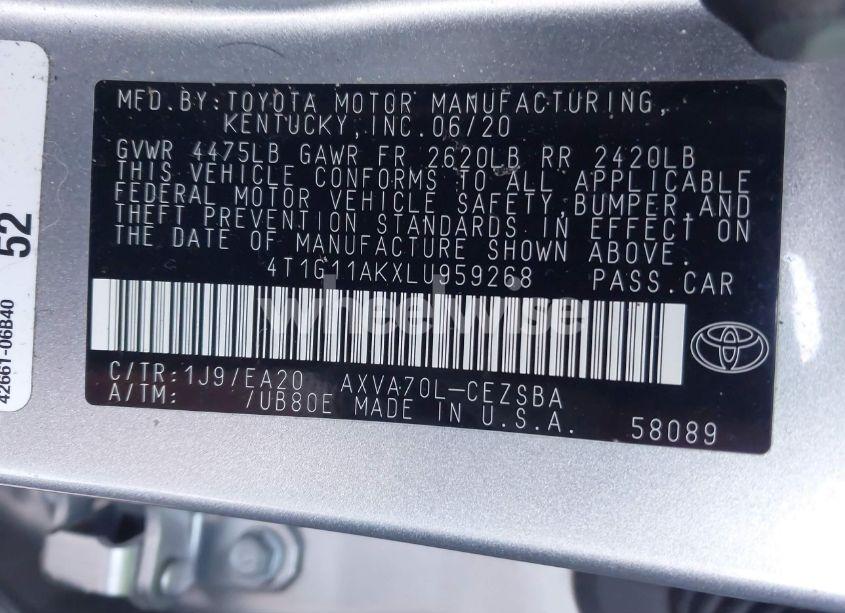 MFD.BY:TOYOTA MOTOR MANUFACTURING,
KENTUCKY,INC.06/20
GVWR 4475LB GAWR FR 2620LB RR 2420LB
THIS VEHICLE CONFORMS TO ALL APPLICABLE
FEDERAL MOTOR VEHICLE SAFETY,BUMPER,AND
THEFT PREVENTION STANDARDS IN EFFECT ON
THE DATE OF MANUFACTURE SHOWN ABOVE.
4T1G11AKXLU959268 PASS.CAR
wheelwise
C/TR:1J9/EA20 AXVA70L-CEZSBA
A/TM: /UB80E MADE IN U.S.A.
58089
52
42661-06B40